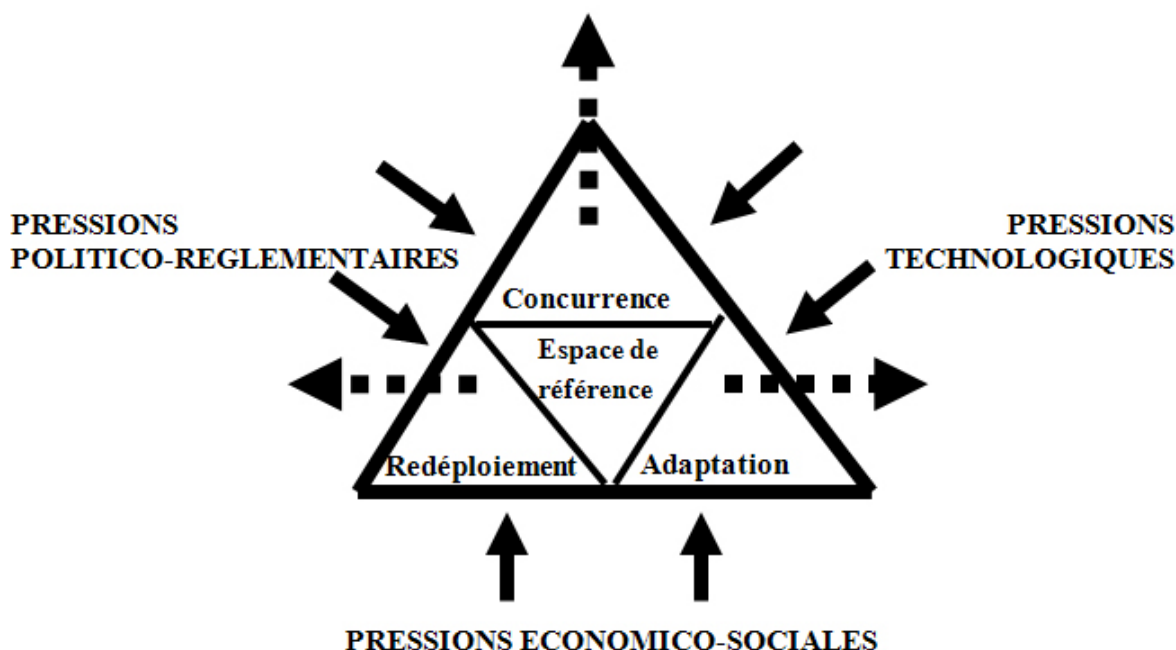 PRESSIONS
POLITICO-REGLEMENTAIRES
PRESSIONS
TECHNOLOGIQUES
Concurrence
Espace de
référence
Redéploiement
Adaptation
PRESSIONS ECONOMICO-SOCIALES